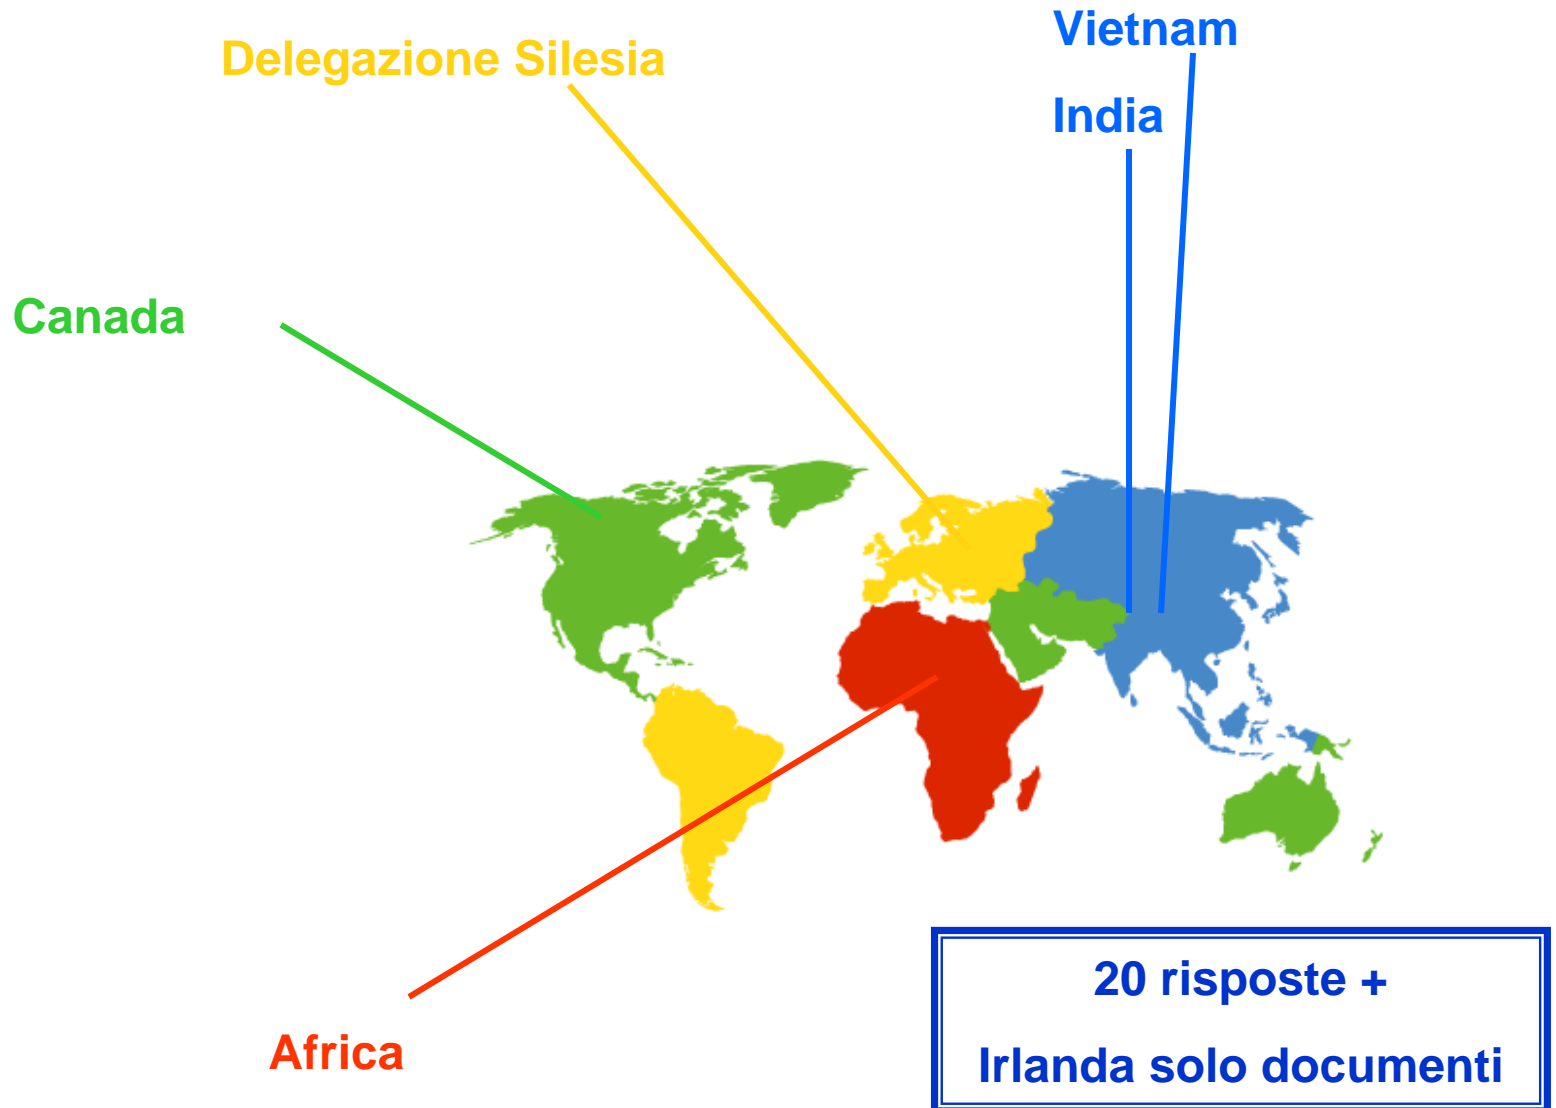 Vietnam
Delegazione Silesia
India
Canada
20 risposte +
Africa
Irlanda solo documenti